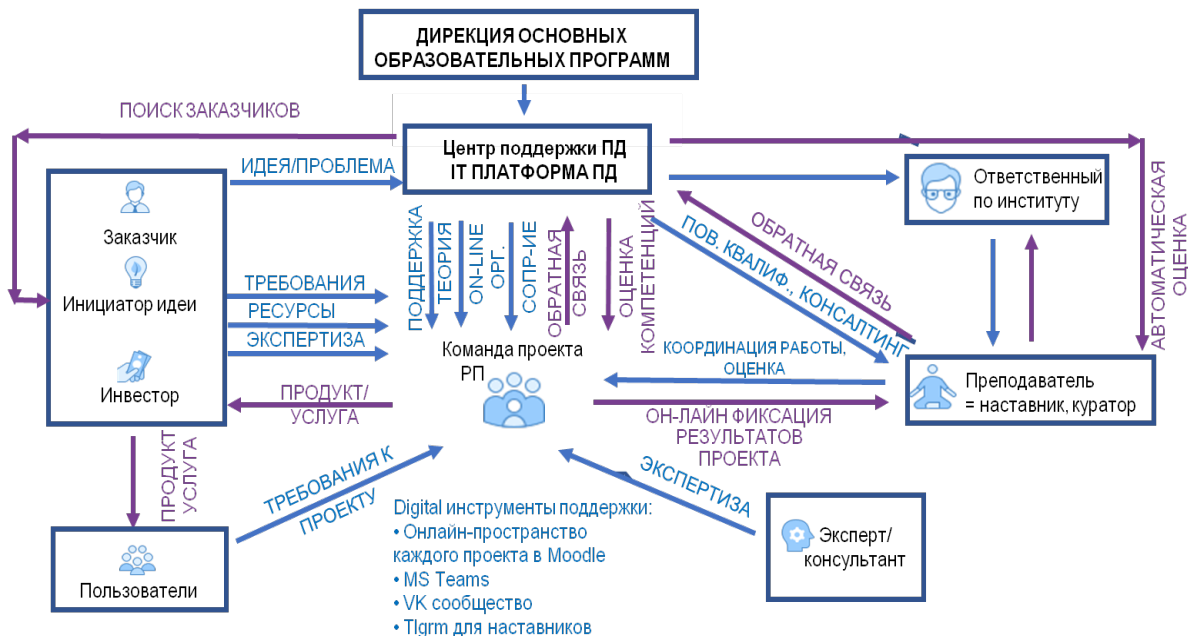 ДИРЕКЦИЯ ОСНОВНЫХ
ОБРАЗОВАТЕЛЬНЫХ ПРОГРАММ
ПОИСК ЗАКАЗЧИКОВ
Центр поддержки ПД
IT ПЛАТФОРМА ПД
ИДЕЯ/ПРОБЛЕМА
Ответственный
по институту
АВТОМАТИЧЕСКАЯ
ОЦЕНКА
Заказчик
Инициатор идеи
Инвестор
ТРЕБОВАНИЯ
РЕСУРСЫ
ЭКСПЕРТИЗА
ПОДДЕРЖКА
ТЕОРИЯ
ON-LINE
ОРГ.
СОПР-ИЕ
ОБРАТНАЯ
СВЯЗЬ
ОЦЕНКА
КОМПЕТЕНЦИЙ
ПОВ. КВАЛИФ., КОНСАЛТИНГ
ОБРАТНАЯ СВЯЗЬ
Команда проекта
РП
КООРДИНАЦИЯ РАБОТЫ,
ОЦЕНКА
Преподаватель
= наставник, куратор
ПРОДУКТ/
УСЛУГА
ОН-ЛАЙН ФИКСАЦИЯ
РЕЗУЛЬТАТОВ
ПРОЕКТА
ПРОДУКТ
УСЛУГА
ТРЕБОВАНИЯ К
ПРОЕКТУ
ЭКСПЕРТИЗА
Пользователи
Digital инструменты поддержки:
• Онлайн-пространство
каждого проекта в Moodle
• MS Teams
• VK сообщество
• Tlgrm для наставников
Эксперт/
консультант